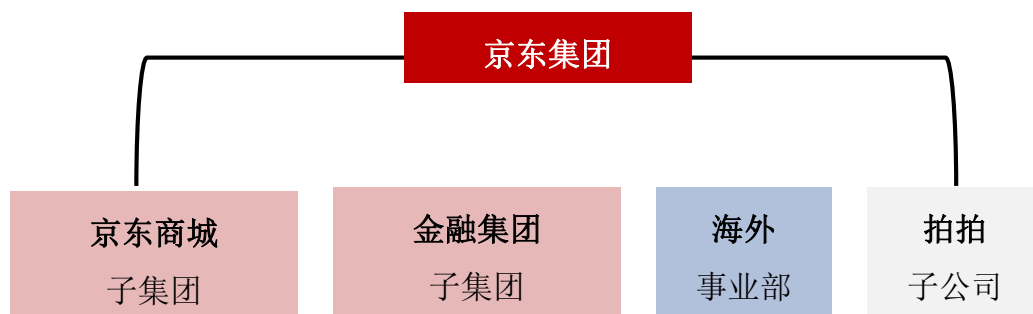 京东集团
京东商城
子集团
金融集团
子集团
海外
事业部
拍拍
子公司